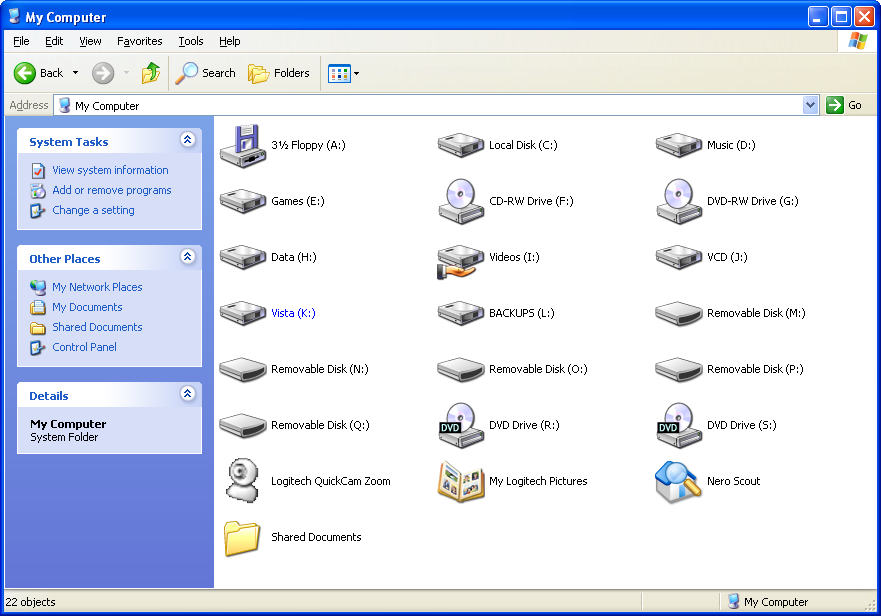 My Computer
File Edit View Favorites Tools Help
Back Search Folders
Address My Computer Go
System Tasks
View system information
Add or remove programs
Change a setting
Other Places
My Network Places
My Documents
Shared Documents
Control Panel
Details
My Computer
System Folder
3½ Floppy (A:) Local Disk (C:) Music (D:)
Games (E:) CD-RW Drive (F:) DVD-RW Drive (G:)
Data (H:) Videos (I:) VCD (J:)
Vista (K:) BACKUPS (L:) Removable Disk (M:)
Removable Disk (N:) Removable Disk (O:) Removable Disk (P:)
Removable Disk (Q:) DVD DVD Drive (R:) DVD DVD Drive (S:)
Logitech QuickCam Zoom My Logitech Pictures Nero Scout
Shared Documents
22 objects My Computer